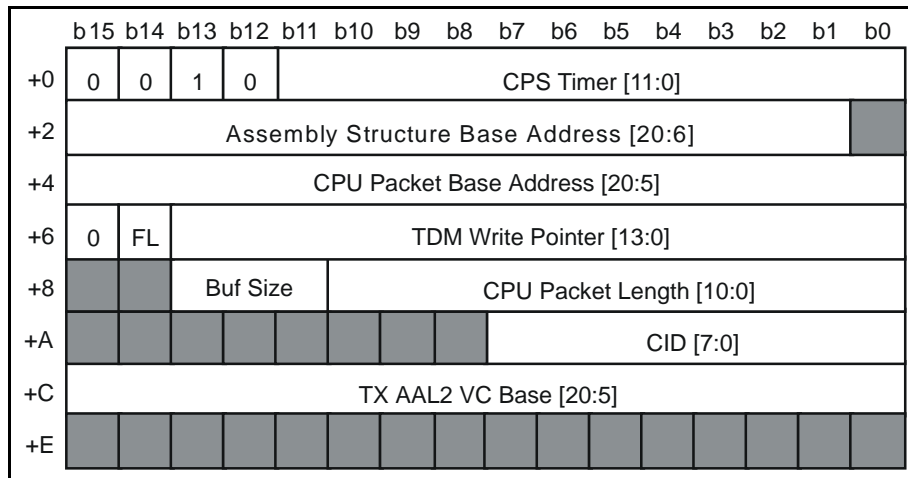 b15 b14 b13 b12 b11 b10 b9 b8 b7 b6 b5 b4 b3 b2 b1 b0
+0 0 0 1 0 CPS Timer [11:0]
+2 Assembly Structure Base Address [20:6]
+4 CPU Packet Base Address [20:5]
+6 0 FL TDM Write Pointer [13:0]
+8 Buf Size CPU Packet Length [10:0]
+A CID [7:0]
+C TX AAL2 VC Base [20:5]
+E